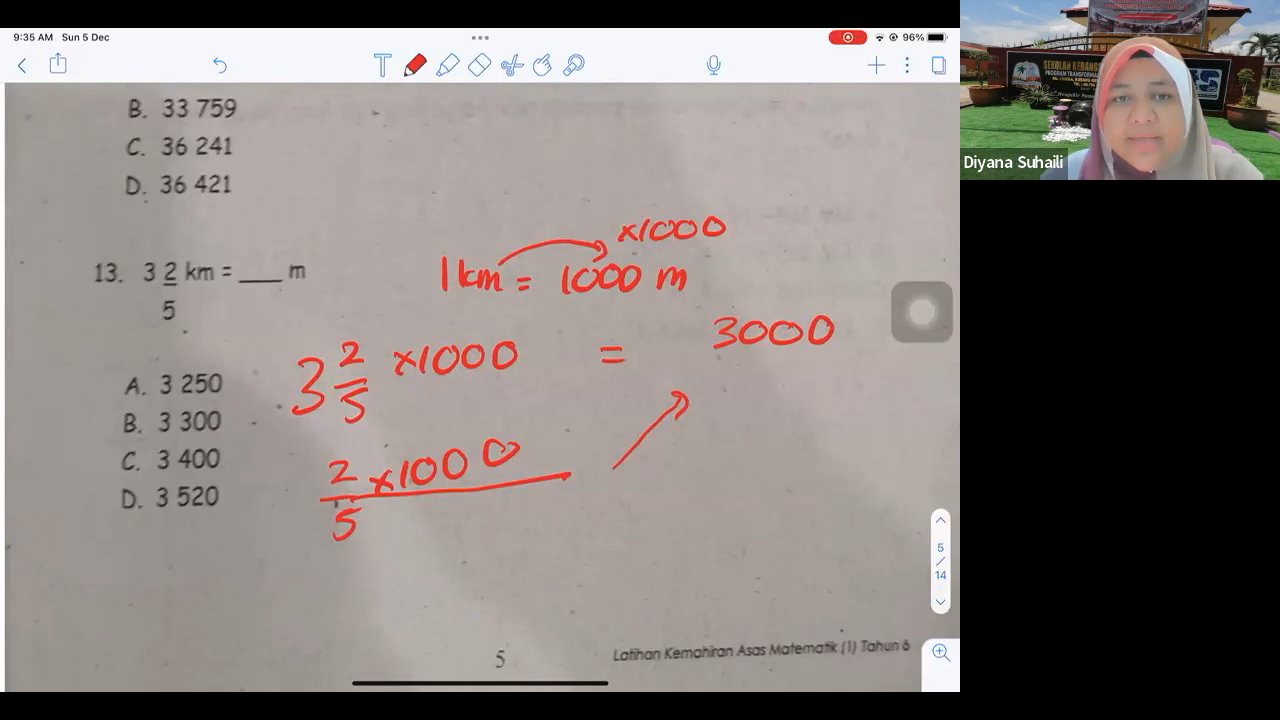 9:35 AM Sun 5 Dec
96%
B. 33 759
C. 36 241
D. 36 421
13. 3 2 km = ___ m
5
A. 3 250
B. 3 300
C. 3 400
D. 3 520
×1000
1 km = 1000 m
3 2/5 ×1000 = 3000
2 ×1000
5
5
Latihan Kemahiran Asas Matematik (1) Tahun 6
5
/
14
Diyana Suhaili